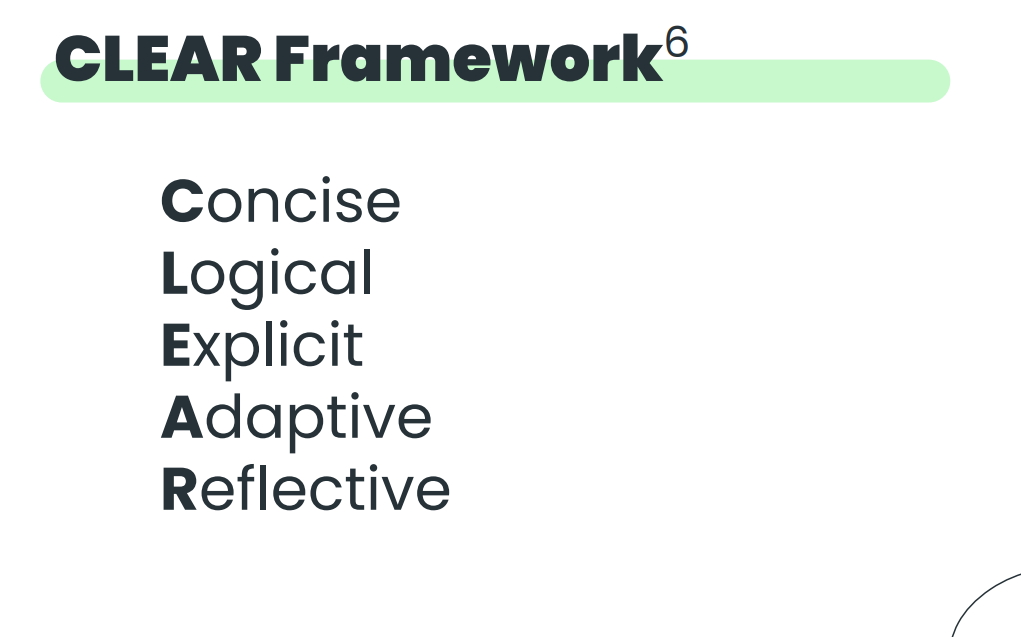 CLEAR Framework⁶
Concise
Logical
Explicit
Adaptive
Reflective